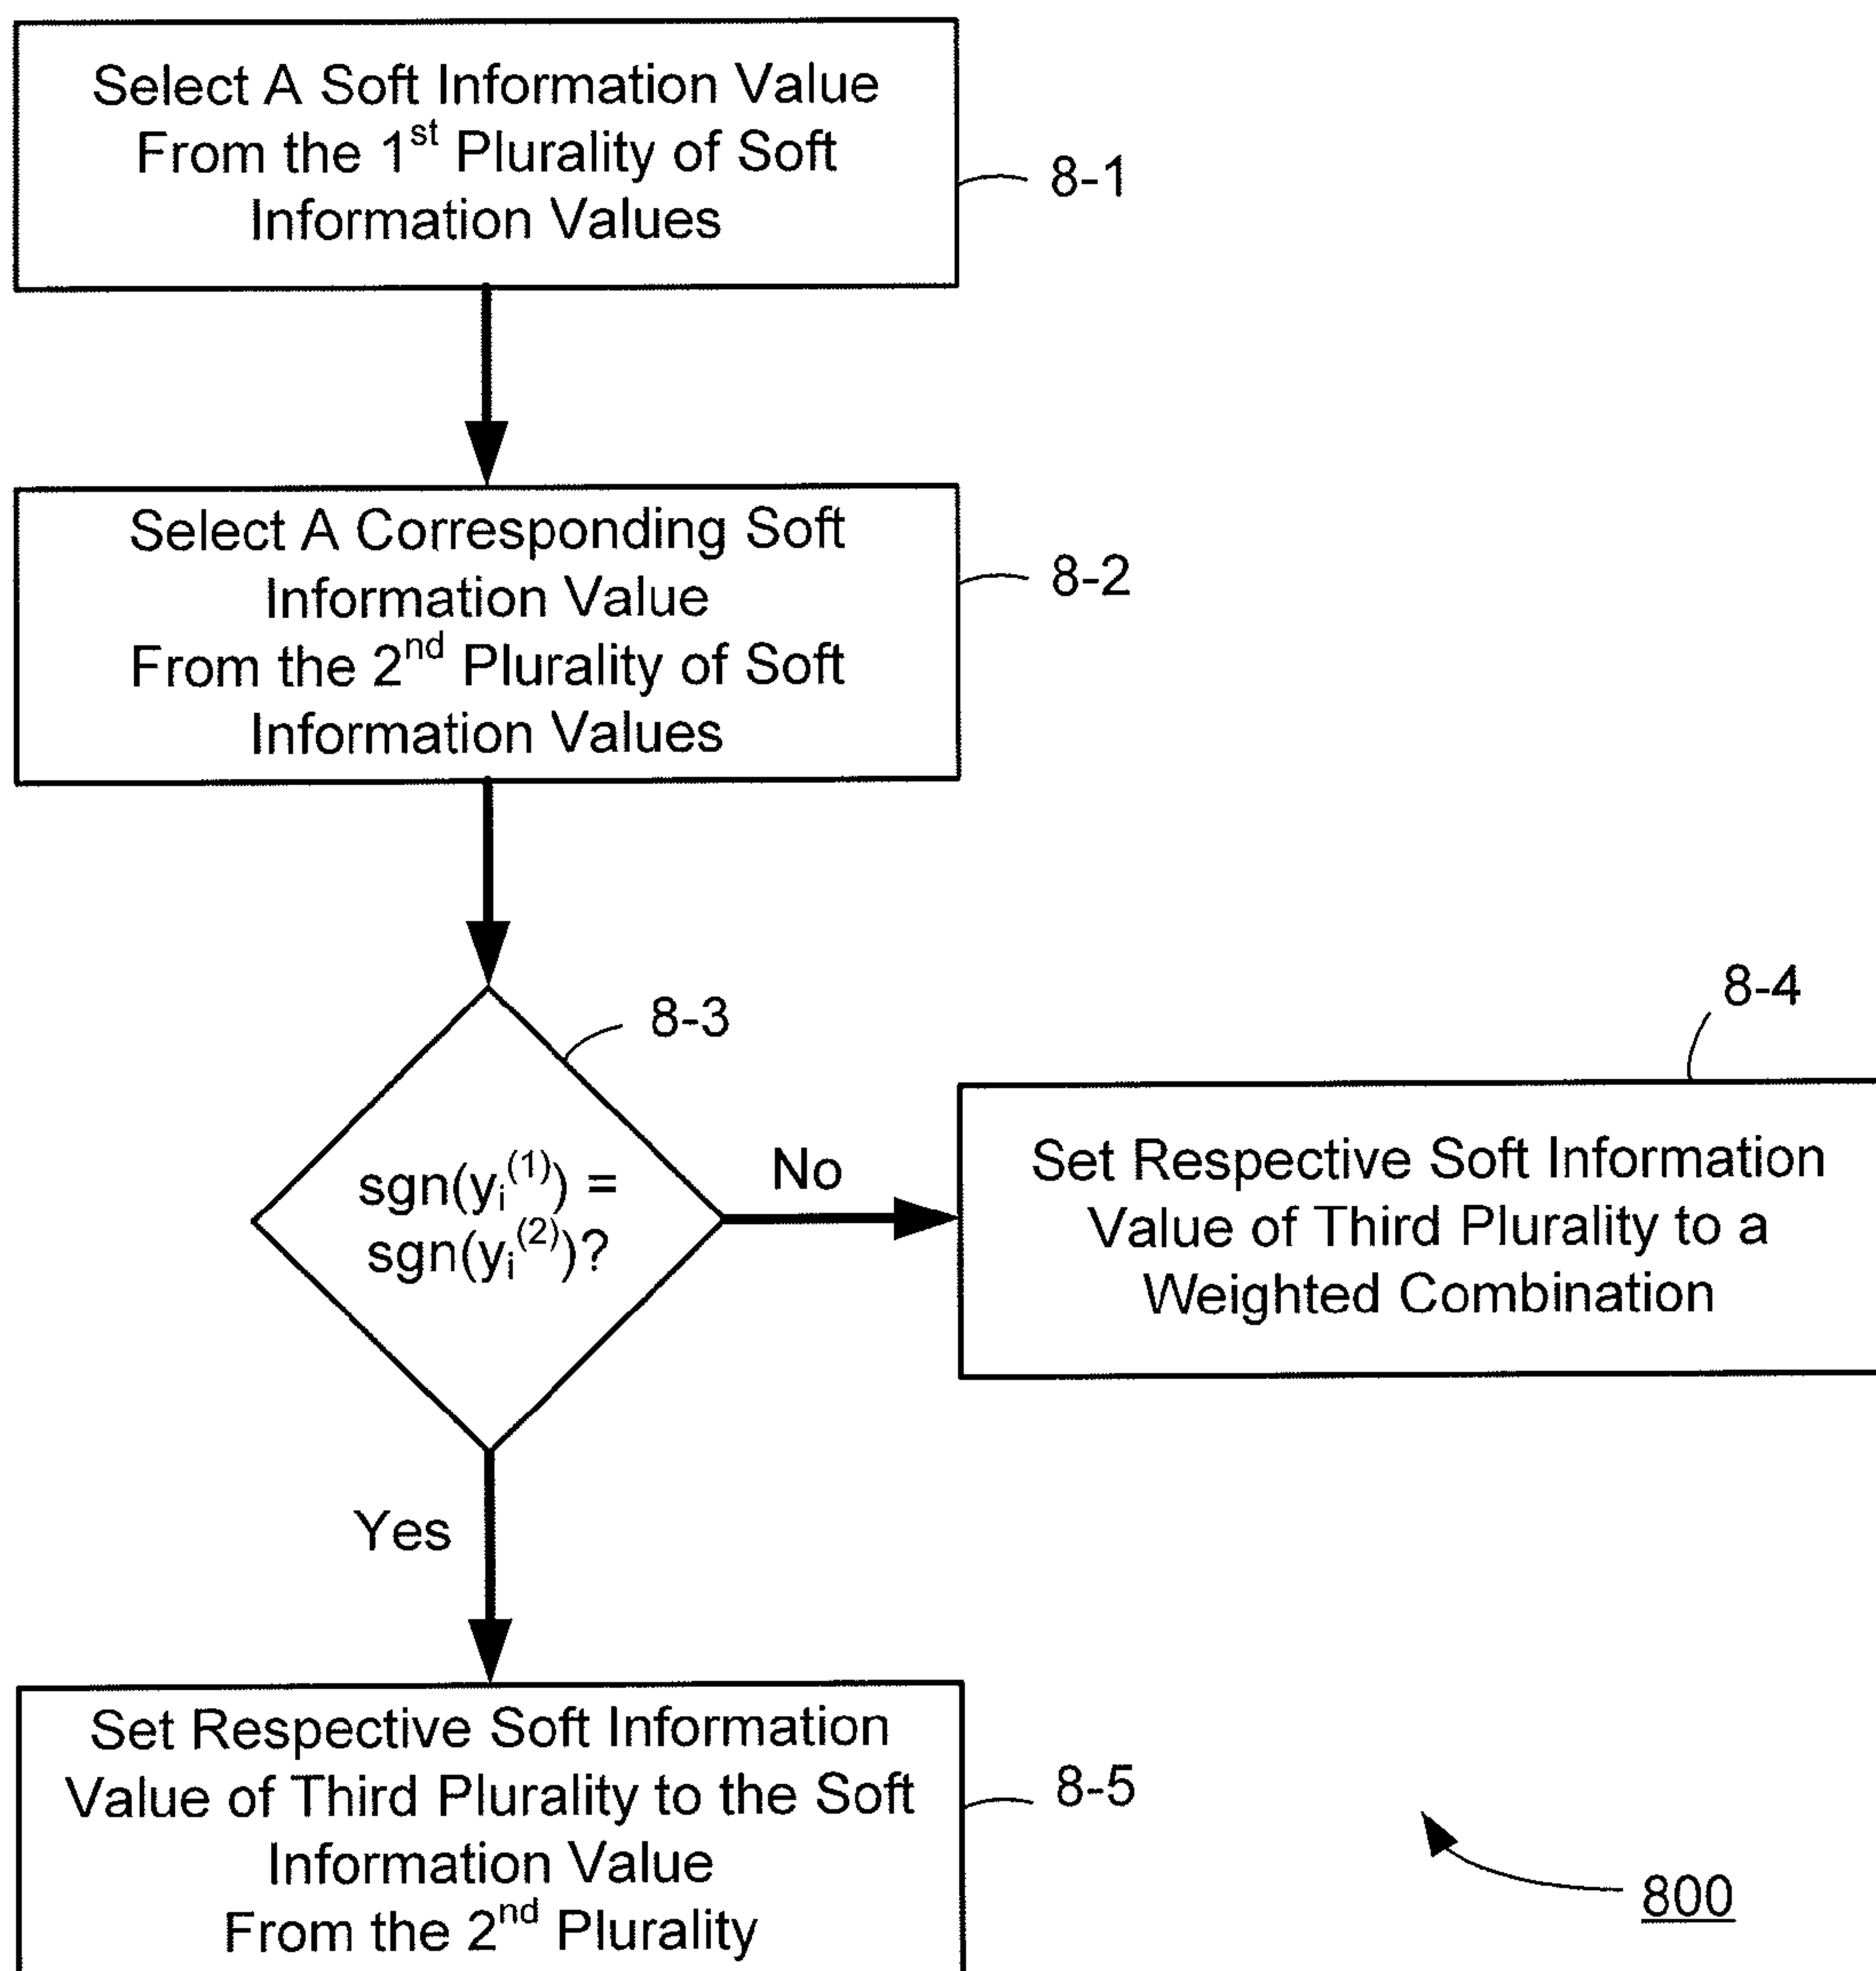 Select A Soft Information Value
From the 1st Plurality of Soft
Information Values
8-1
Select A Corresponding Soft
Information Value
From the 2nd Plurality of Soft
Information Values
8-2
8-3
sgn(yi(1)) =
sgn(yi(2))?
No
8-4
Set Respective Soft Information
Value of Third Plurality to a
Weighted Combination
Yes
Set Respective Soft Information
Value of Third Plurality to the Soft
Information Value
From the 2nd Plurality
8-5
800